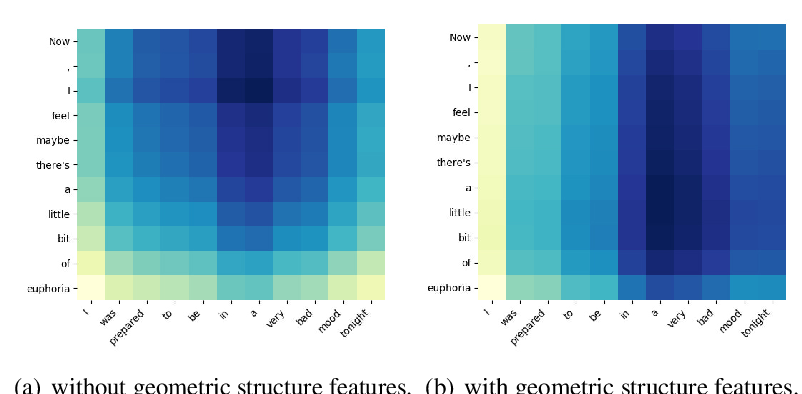 Now
,
I
feel
maybe
there's
a
little
bit
of
euphoria
I was prepared to be in a very bad mood tonight
Now
,
I
feel
maybe
there's
a
little
bit
of
euphoria
I was prepared to be in a very bad mood tonight
(a) without geometric structure features. (b) with geometric structure features.